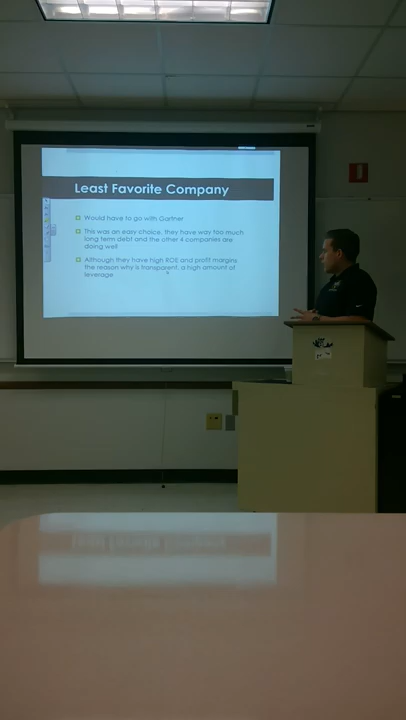 Least Favorite Company
Would have to go with Gartner
This was an easy choice, they have way too much
long term debt and the other 4 companies are
doing well
Although they have high ROE and profit margins
the reason why is transparent, a high amount of
leverage